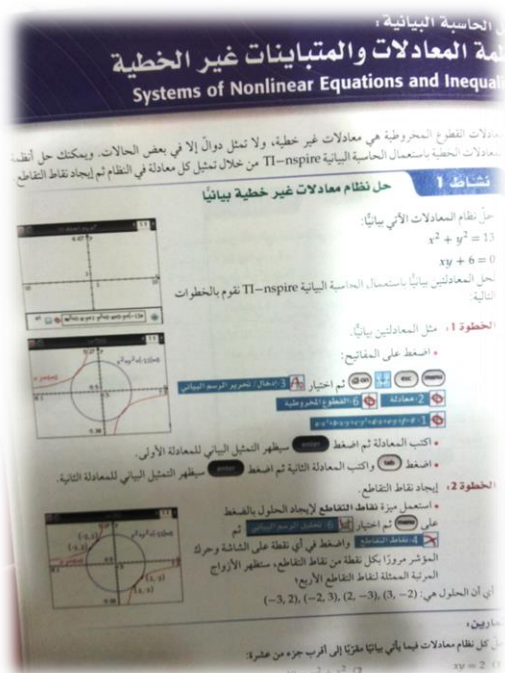 الحاسبة البيانية :
المعادلات والمتباينات غير الخطية
Systems of Nonlinear Equations and Inequali
القطوع المخروطية هي معادلات غير خطية، ولا تمثل دوالّ إلا في بعض الحالات. ويمكنك حل أنظمة
المعادلات الخطية باستعمال الحاسبة البيانية TI–nspire من خلال تمثيل كل معادلة في النظام ثم إيجاد نقاط التقاطع
نشاط 1 حل نظام معادلات غير خطية بيانيًّا
حلّ نظام المعادلات الآتي بيانيًّا:
x² + y² = 13
xy + 6 = 0
لحل المعادلتين بيانيًّا باستعمال الحاسبة البيانية TI–nspire نقوم بالخطوات
التالية:
الخطوة 1: مثل المعادلتين بيانيًّا.
• اضغط على المفاتيح:
menu esc on ثم اختيار 3: إدخال/ تحرير الرسم البياني
2: معادلة 6: القطوع المخروطية
• اكتب المعادلة ثم اضغط enter سيظهر التمثيل البياني للمعادلة الأولى.
• اضغط tab واكتب المعادلة الثانية ثم اضغط enter سيظهر التمثيل البياني للمعادلة الثانية.
الخطوة 2: إيجاد نقاط التقاطع.
• استعمل ميزة نقاط التقاطع لإيجاد الحلول بالضغط
على menu ثم اختيار 6: تحليل الرسم البياني ثم
4: نقاط التقاطع واضغط في أي نقطة على الشاشة وحرك
المؤشر مرورًا بكل نقطة من نقاط التقاطع، ستظهر الأزواج
المرتبة الممثلة لنقاط التقاطع الأربع؛
أي أن الحلول هي: (−3, 2), (−2, 3), (2, −3), (3, −2)
كل نظام معادلات فيما يأتي بيانيًّا مقربًا إلى أقرب جزء من عشرة:
xy = 2